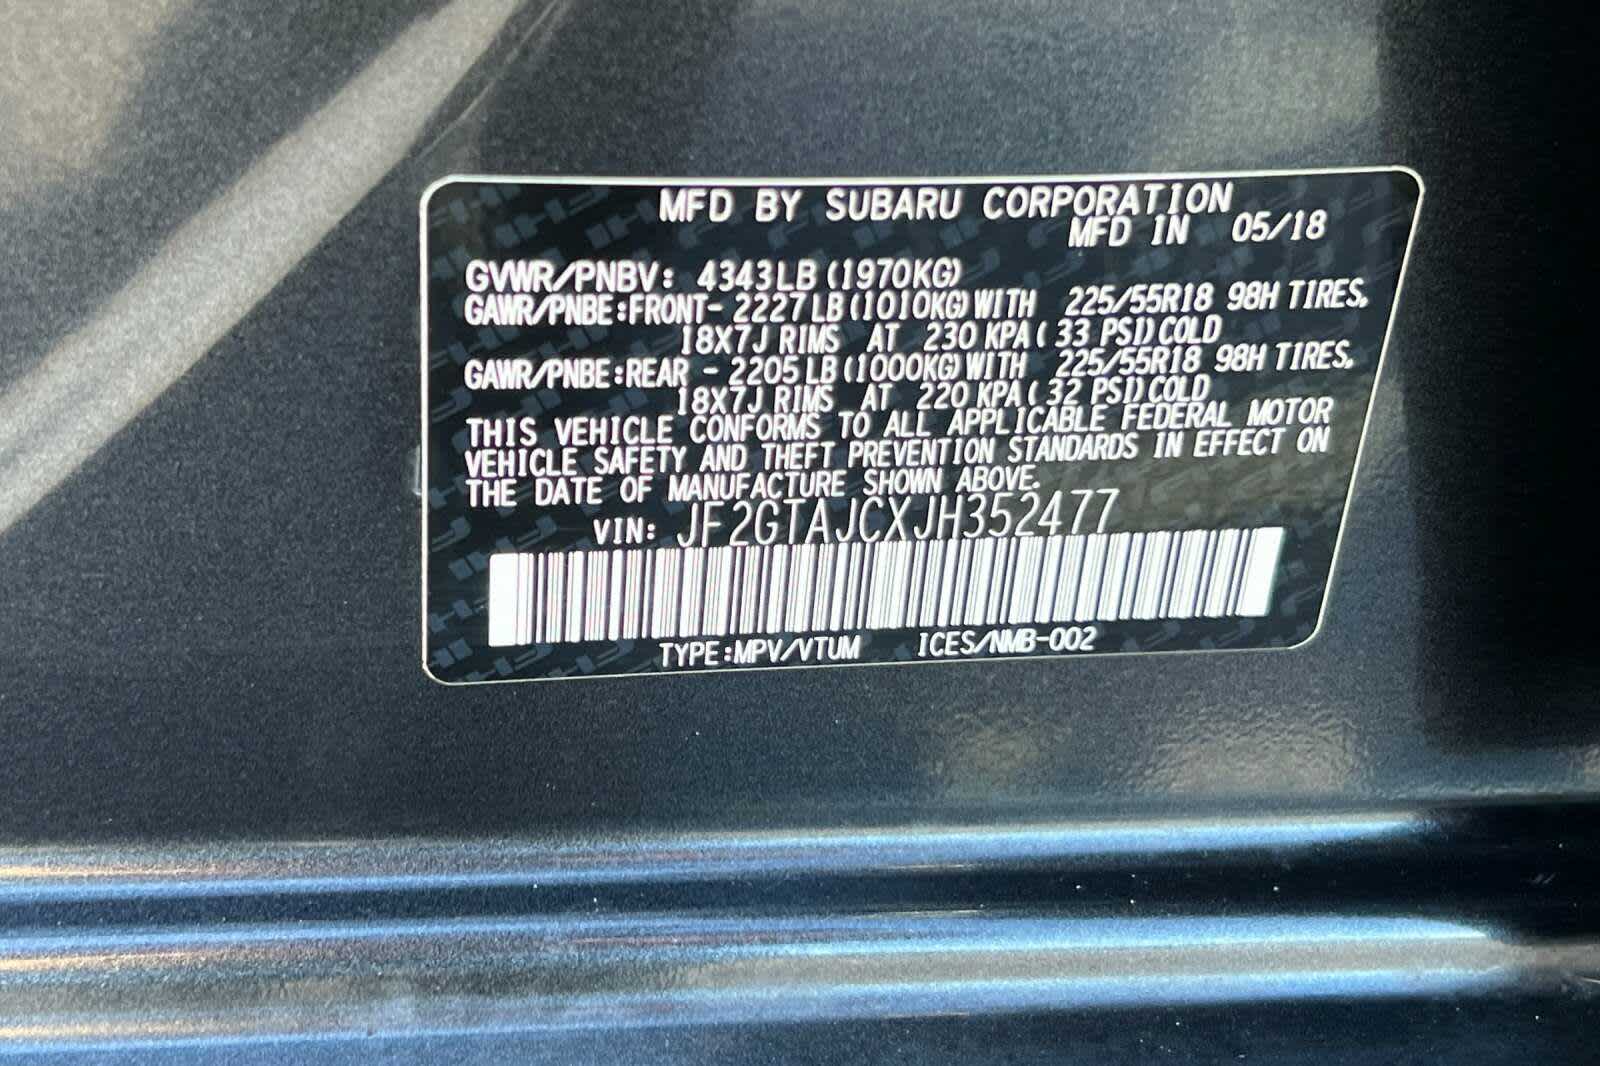 MFD BY SUBARU CORPORATION
MFD IN 05/18
GVWR/PNBV: 4343LB (1970KG)
GAWR/PNBE:FRONT- 2227LB (1010KG) WITH 225/55R18 98H TIRES,
18X7J RIMS AT 230 KPA( 33 PSI) COLD
GAWR/PNBE:REAR - 2205LB (1000KG) WITH 225/55R18 98H TIRES,
18X7J RIMS AT 220 KPA( 32 PSI) COLD
THIS VEHICLE CONFORMS TO ALL APPLICABLE FEDERAL MOTOR
VEHICLE SAFETY AND THEFT PREVENTION STANDARDS IN EFFECT ON
THE DATE OF MANUFACTURE SHOWN ABOVE.
VIN: JF2GTAJCXJH352477
TYPE:MPV/VTUM ICES/NMB-002